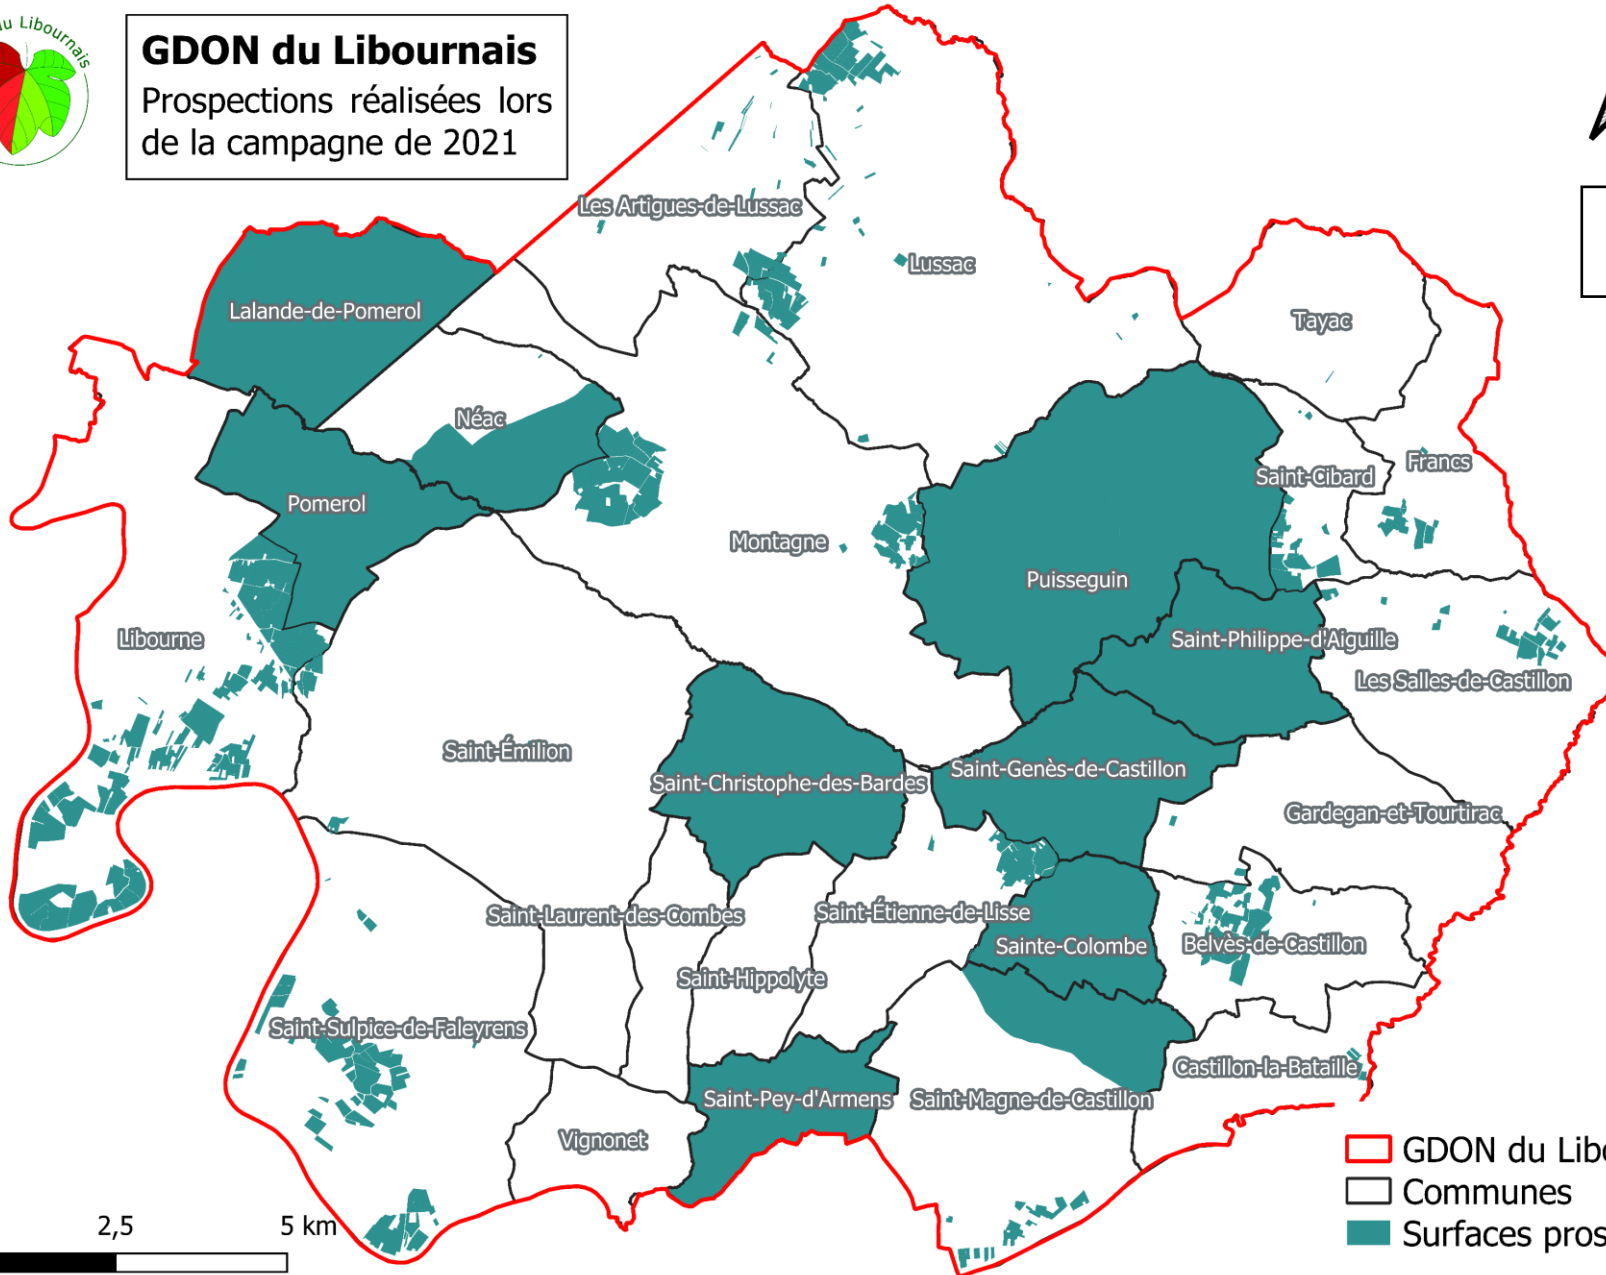 du Libournais
GDON du Libournais
Prospections réalisées lors
de la campagne de 2021
Les Artigues-de-Lussac
Lussac
Lalande-de-Pomerol
Tayac
Néac
Francs
Saint-Cibard
Pomerol
Montagne
Puisseguin
Libourne
Saint-Philippe-d'Aiguille
Les Salles-de-Castillon
Saint-Émilion
Saint-Genès-de-Castillon
Saint-Christophe-des-Bardes
Gardegan-et-Tourtirac
Saint-Laurent-des-Combes
Saint-Étienne-de-Lisse
Sainte-Colombe
Belvès-de-Castillon
Saint-Hippolyte
Saint-Sulpice-de-Faleyrens
Castillon-la-Bataille
Saint-Pey-d'Armens
Saint-Magne-de-Castillon
Vignonet
GDON du Libo
Communes
Surfaces pros
2,5 5 km